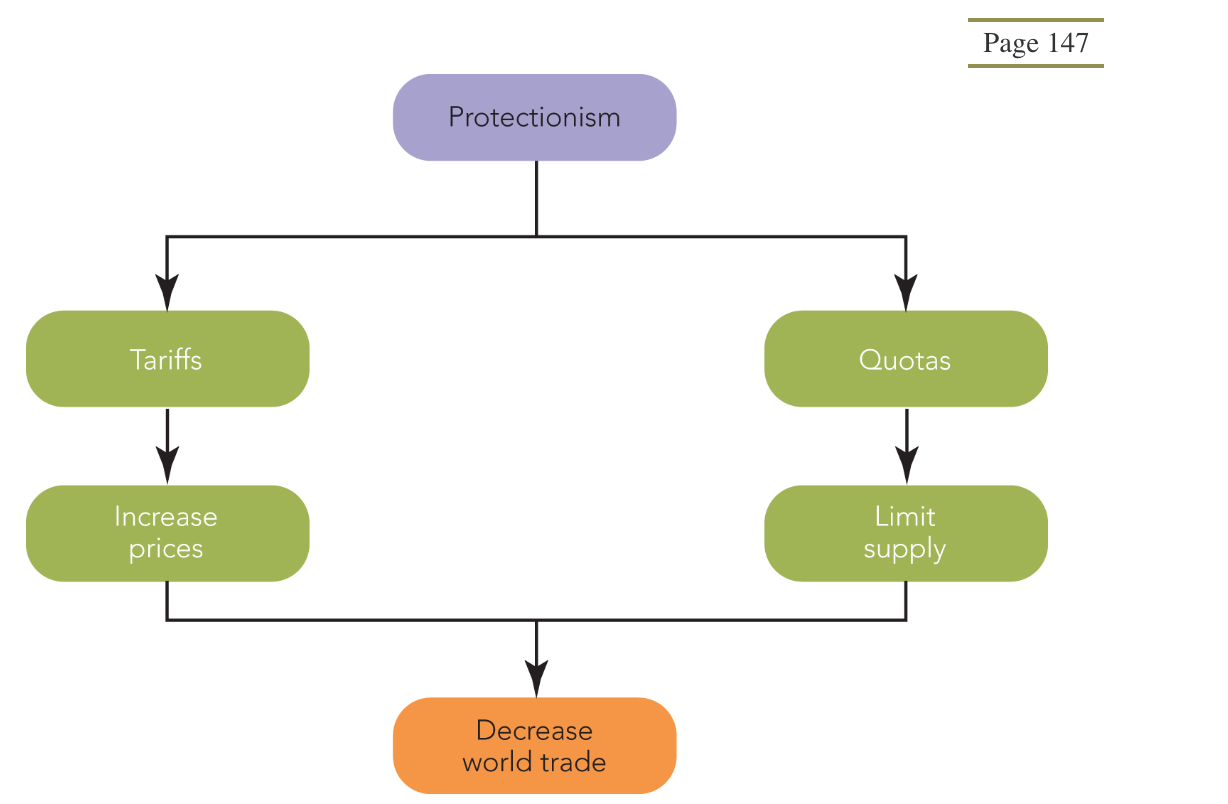 Page 147
Protectionism
Tariffs
Quotas
Increase
prices
Limit
supply
Decrease
world trade